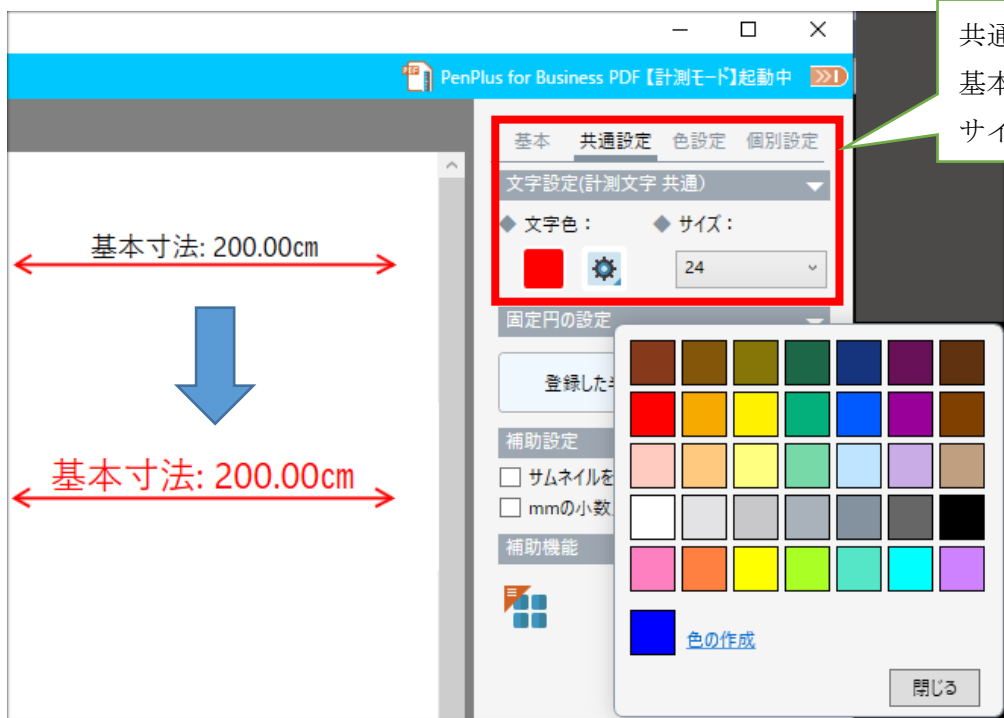 PenPlus for Business PDF【計測モード】起動中
共通
基本
サイ
基本 共通設定 色設定 個別設定
文字設定(計測文字 共通)
◆ 文字色: ◆ サイズ:
24
基本寸法: 200.00㎝
固定円の設定
登録した
基本寸法: 200.00㎝
補助設定
サムネイルを
mmの小数
補助機能
色の作成
閉じる